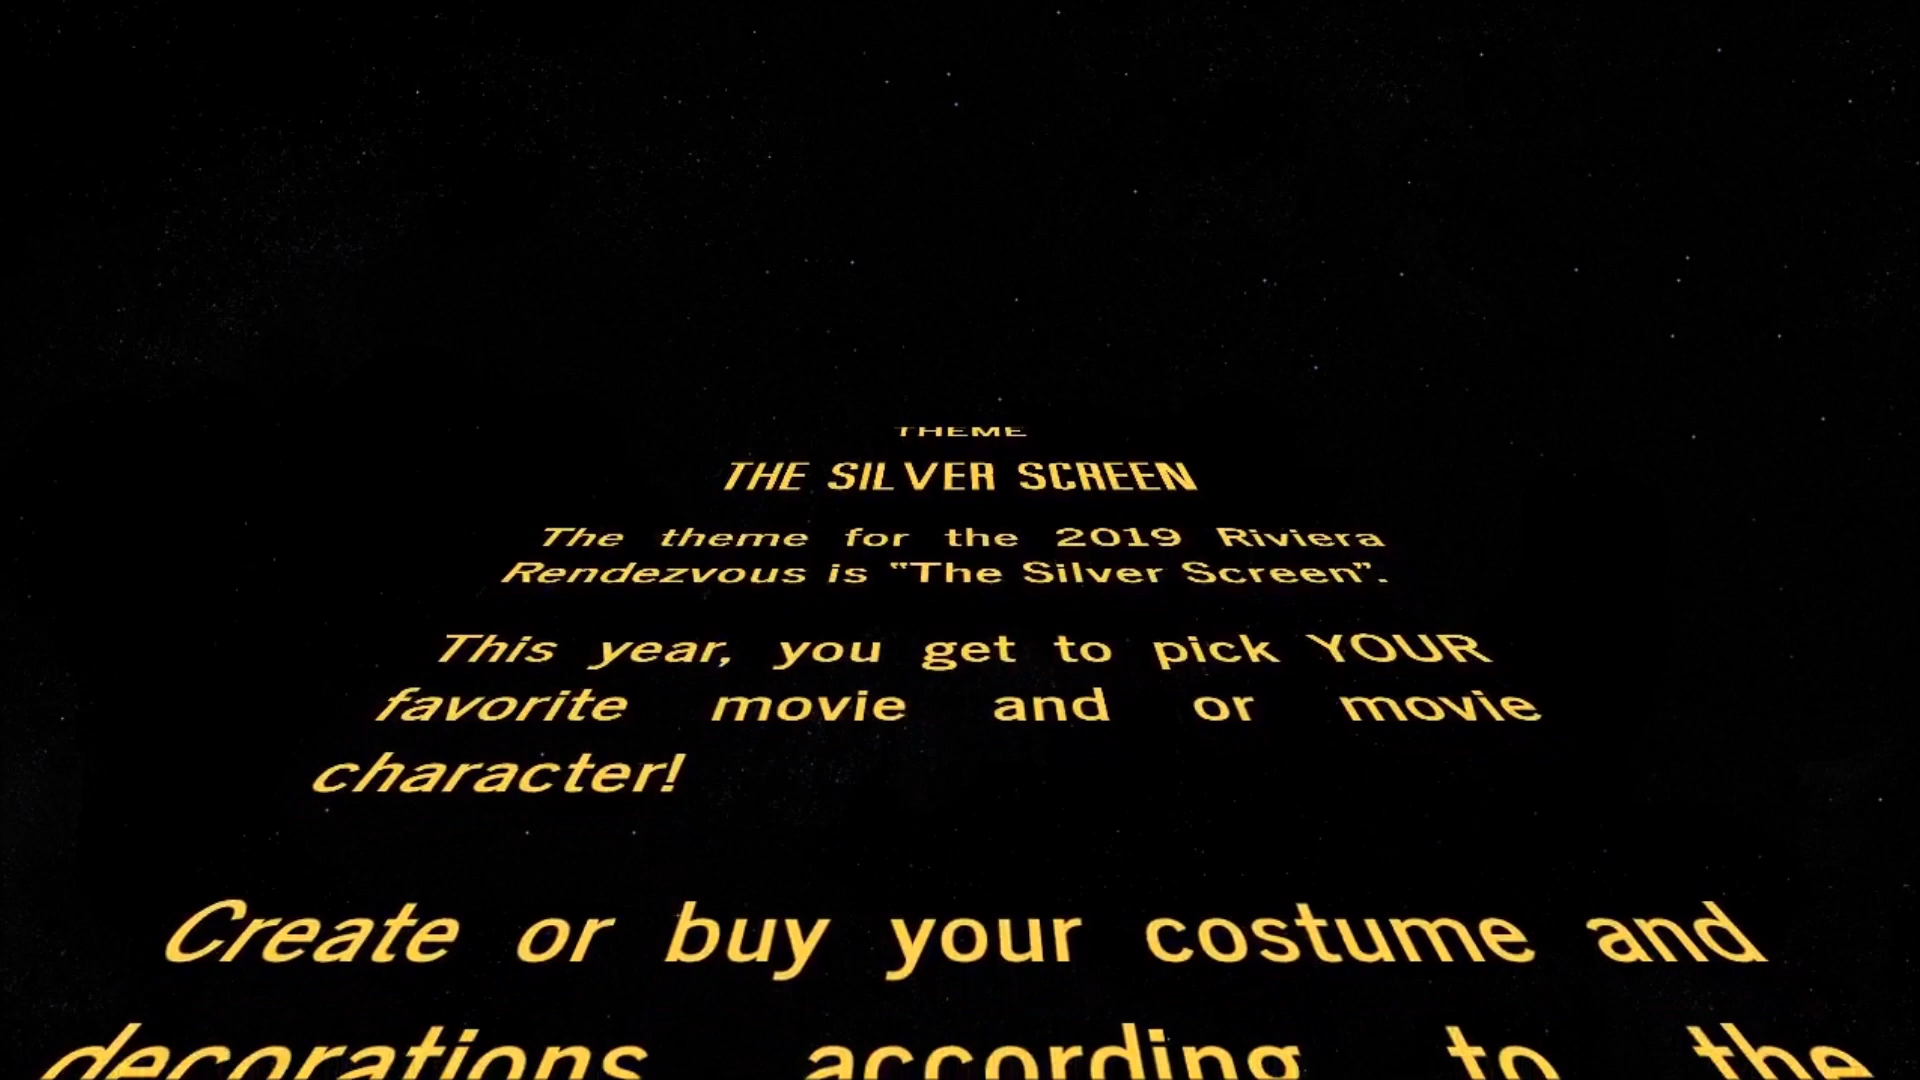 THEME
THE SILVER SCREEN
The theme for the 2019 Riviera
Rendezvous is “The Silver Screen”.
This year, you get to pick YOUR
favorite movie and or movie
character!
Create or buy your costume and
decorations according to the